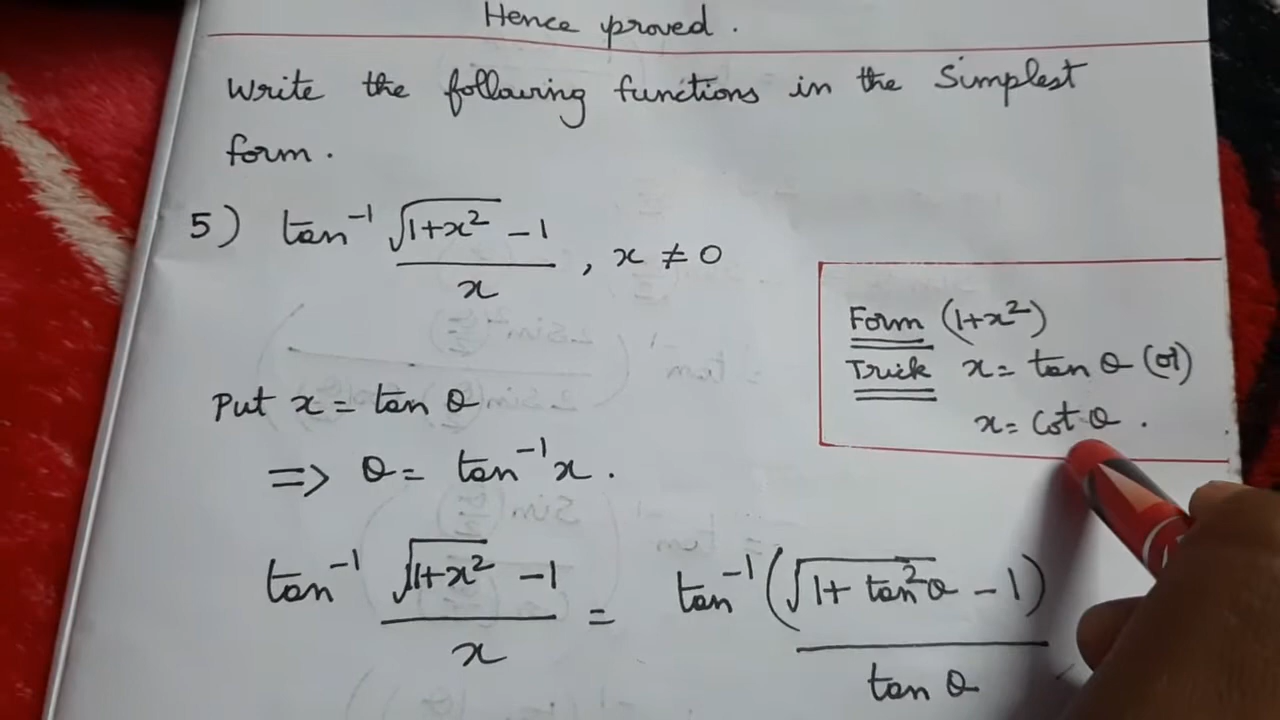 Hence proved.
Write the following functions in the Simplest
form.
5) tan⁻¹ √(1+x²) - 1 / x , x ≠ 0
Form (1+x²)
Trick x = tan θ (or)
x = cot θ.
Put x = tan θ
=> θ = tan⁻¹x.
tan⁻¹ √(1+x²) - 1 / x = tan⁻¹(√(1+tan²θ) - 1) / tan θ